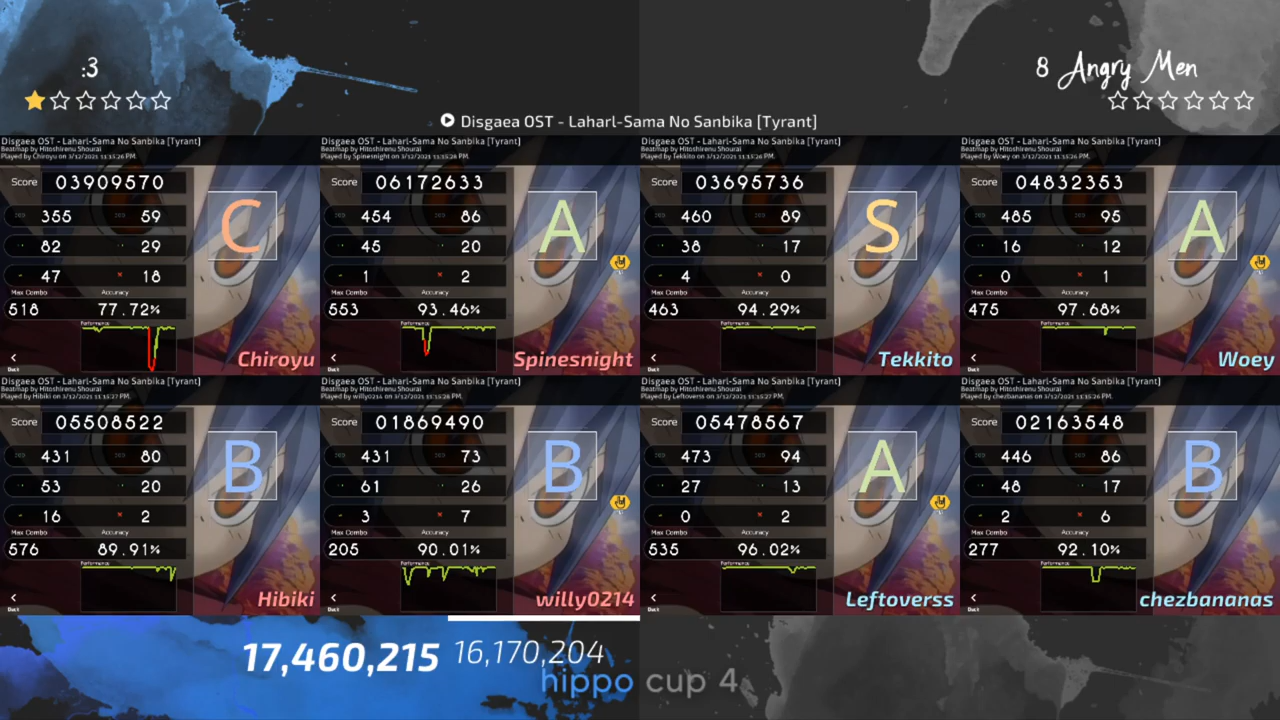 :3
8 Angry Men
Disgaea OST - Laharl-Sama No Sanbika [Tyrant]
Disgaea OST - Laharl-Sama No Sanbika [Tyrant]
Beatmap by Hitoshirenu Shourai
Played by Chiroyu on 3/12/2021 11:15:26 PM.
Score 03909570
355 59
82 29
47 18
C
Max Combo Accuracy
518 77.72%
Performance
Back
Chiroyu
Disgaea OST - Laharl-Sama No Sanbika [Tyrant]
Beatmap by Hitoshirenu Shourai
Played by Spinesnight on 3/12/2021 11:15:26 PM.
Score 06172633
454 86
45 20
1 2
A
Max Combo Accuracy
553 93.46%
Performance
Back
Spinesnight
Disgaea OST - Laharl-Sama No Sanbika [Tyrant]
Beatmap by Hitoshirenu Shourai
Played by Tekkito on 3/12/2021 11:15:26 PM.
Score 03695736
460 89
38 17
4 0
S
Max Combo Accuracy
463 94.29%
Performance
Back
Tekkito
Disgaea OST - Laharl-Sama No Sanbika [Tyrant]
Beatmap by Hitoshirenu Shourai
Played by Woey on 3/12/2021 11:15:26 PM.
Score 04832353
485 95
16 12
0 1
A
Max Combo Accuracy
475 97.68%
Performance
Back
Woey
Disgaea OST - Laharl-Sama No Sanbika [Tyrant]
Beatmap by Hitoshirenu Shourai
Played by Hibiki on 3/12/2021 11:15:27 PM.
Score 05508522
431 80
53 20
16 2
B
Max Combo Accuracy
576 89.91%
Performance
Back
Hibiki
Disgaea OST - Laharl-Sama No Sanbika [Tyrant]
Beatmap by Hitoshirenu Shourai
Played by willy0214 on 3/12/2021 11:15:26 PM.
Score 01869490
431 73
61 26
3 7
B
Max Combo Accuracy
205 90.01%
Performance
Back
willy0214
Disgaea OST - Laharl-Sama No Sanbika [Tyrant]
Beatmap by Hitoshirenu Shourai
Played by Leftoverss on 3/12/2021 11:15:27 PM.
Score 05478567
473 94
27 13
0 2
A
Max Combo Accuracy
535 96.02%
Performance
Back
Leftoverss
Disgaea OST - Laharl-Sama No Sanbika [Tyrant]
Beatmap by Hitoshirenu Shourai
Played by chezbananas on 3/12/2021 11:15:26 PM.
Score 02163548
446 86
48 17
2 6
B
Max Combo Accuracy
277 92.10%
Performance
Back
chezbananas
17,460,215 16,170,204
hippo cup 4